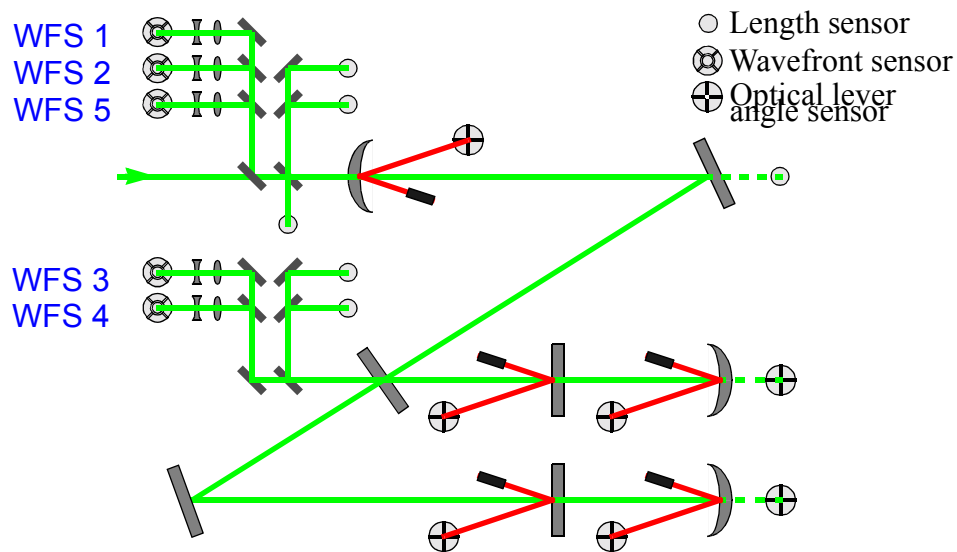 WFS 1
WFS 2
WFS 5
Length sensor
Wavefront sensor
Optical lever
angle sensor
WFS 3
WFS 4